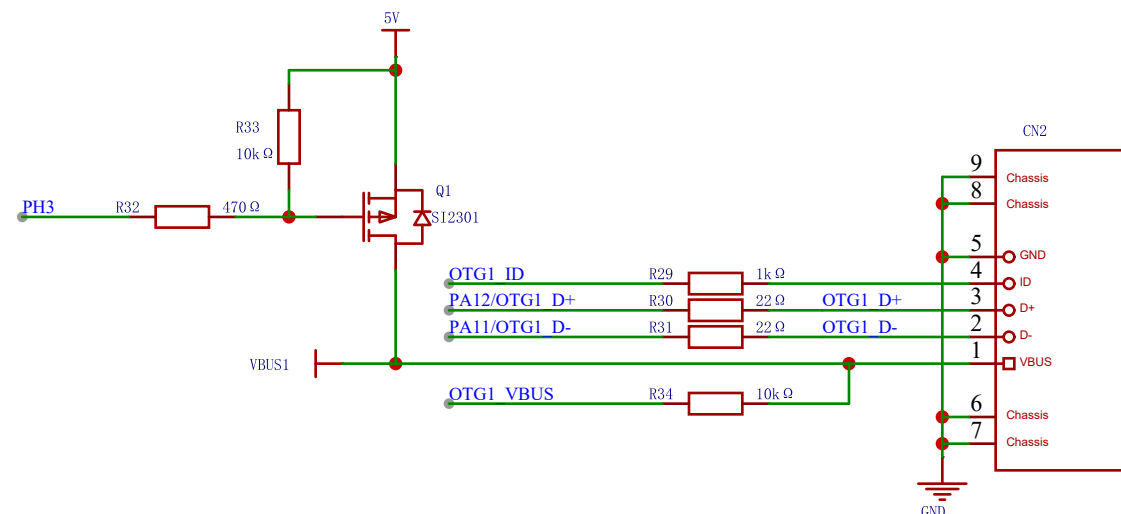 5V
R33
10kΩ
PH3
R32
470Ω
Q1
SI2301
CN2
9
Chassis
8
Chassis
5
GND
OTG1_ID
R29
1kΩ
4
ID
PA12/OTG1_D+
R30
22Ω
OTG1_D+
3
D+
PA11/OTG1_D-
R31
22Ω
OTG1_D-
2
D-
VBUS1
1
VBUS
OTG1_VBUS
R34
10kΩ
6
Chassis
7
Chassis
GND